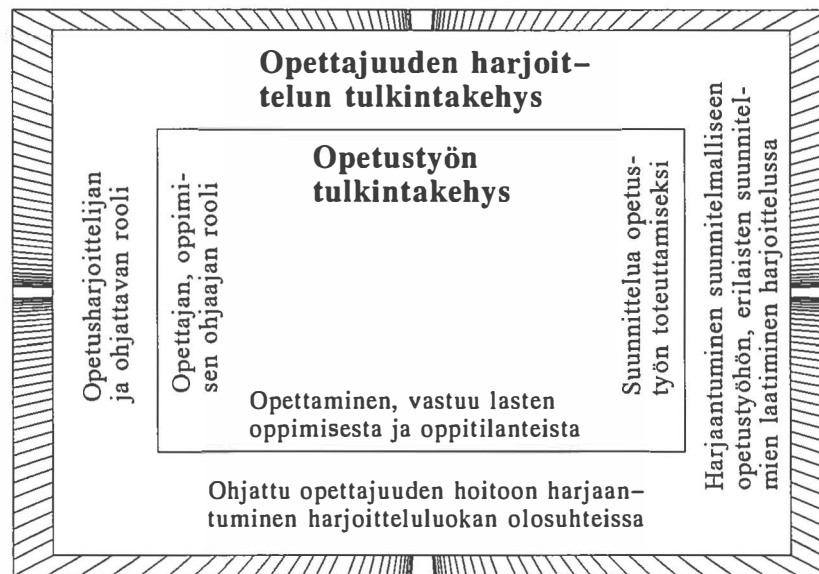 Opettajuuden harjoit–
telun tulkintakehys
Opetustyön
tulkintakehys
Opetusharjoittelijan
ja ohjattavan rooli
Opettajan, oppimi-
sen ohjaajan rooli
Suunnittelua opetus-
työn toteuttamiseksi
Harjaantuminen suunnitelmalliseen
opetustyöhön, erilaisten suunnitel-
mien laatiminen harjoittelussa
Opettaminen, vastuu lasten
oppimisesta ja oppitilanteista
Ohjattu opettajuuden hoitoon harjaan–
tuminen harjoitteluluokan olosuhteissa